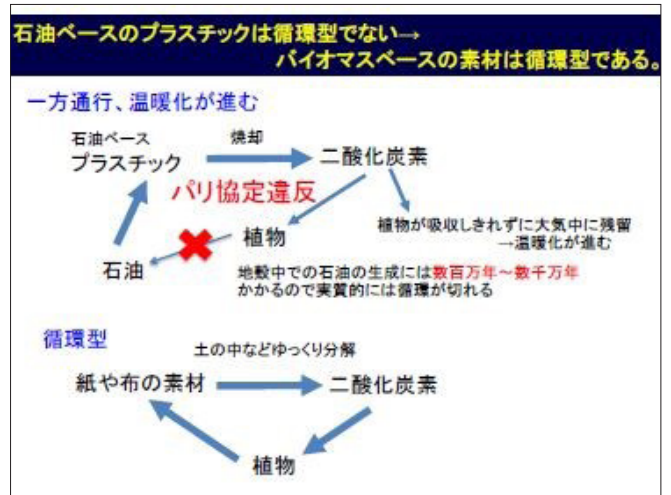 石油ベースのプラスチックは循環型でない→
バイオマスベースの素材は循環型である。
一方通行、温暖化が進む
石油ベース
プラスチック
焼却
二酸化炭素
パリ協定違反
植物が吸収しきれずに大気中に残留
→温暖化が進む
植物
石油
地殻中での石油の生成には数百万年～数千万年
かかるので実質的には循環が切れる
循環型
土の中などゆっくり分解
紙や布の素材
二酸化炭素
植物